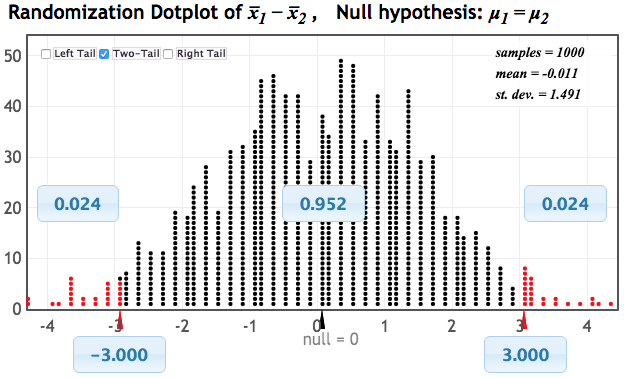 Randomization Dotplot of x̄₁ − x̄₂ , Null hypothesis: μ₁ = μ₂
Left Tail Two-Tail Right Tail
samples = 1000
mean = -0.011
st. dev. = 1.491
50
40
30
20
10
0
0.024 0.952 0.024
-4 -3 -2 -1 0 1 2 3 4
null = 0
−3.000 3.000